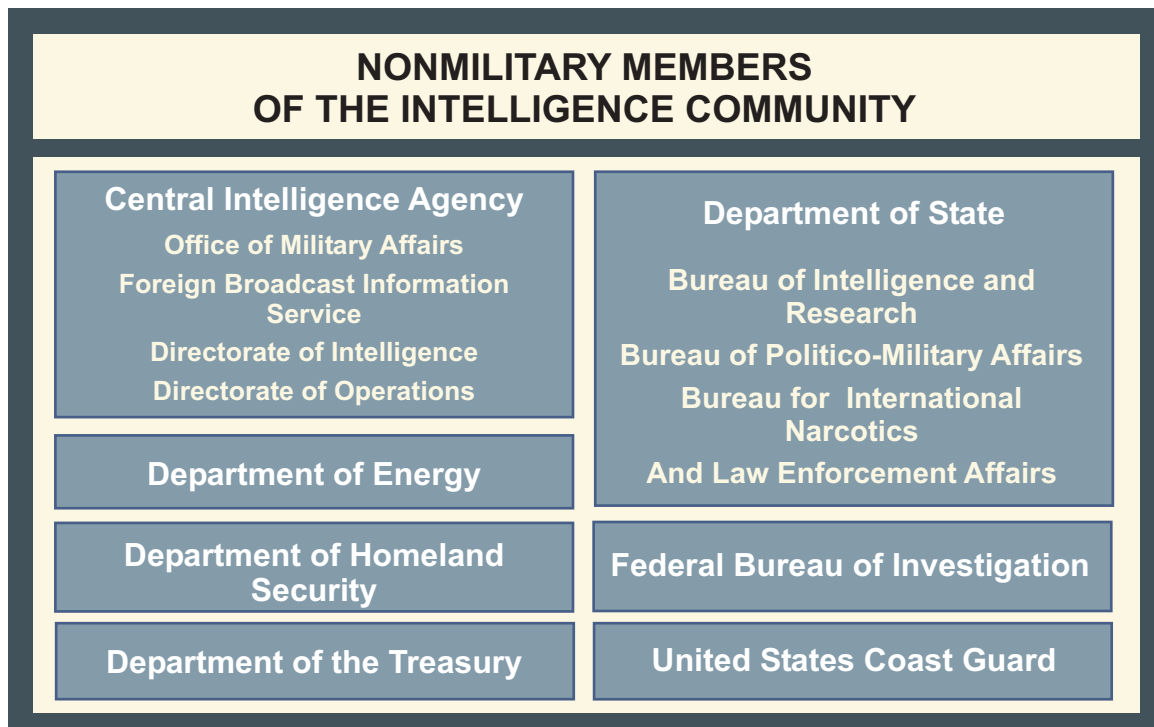 NONMILITARY MEMBERS
OF THE INTELLIGENCE COMMUNITY
Central Intelligence Agency
Office of Military Affairs
Foreign Broadcast Information
Service
Directorate of Intelligence
Directorate of Operations
Department of Energy
Department of Homeland
Security
Department of the Treasury
Department of State
Bureau of Intelligence and
Research
Bureau of Politico-Military Affairs
Bureau for International
Narcotics
And Law Enforcement Affairs
Federal Bureau of Investigation
United States Coast Guard